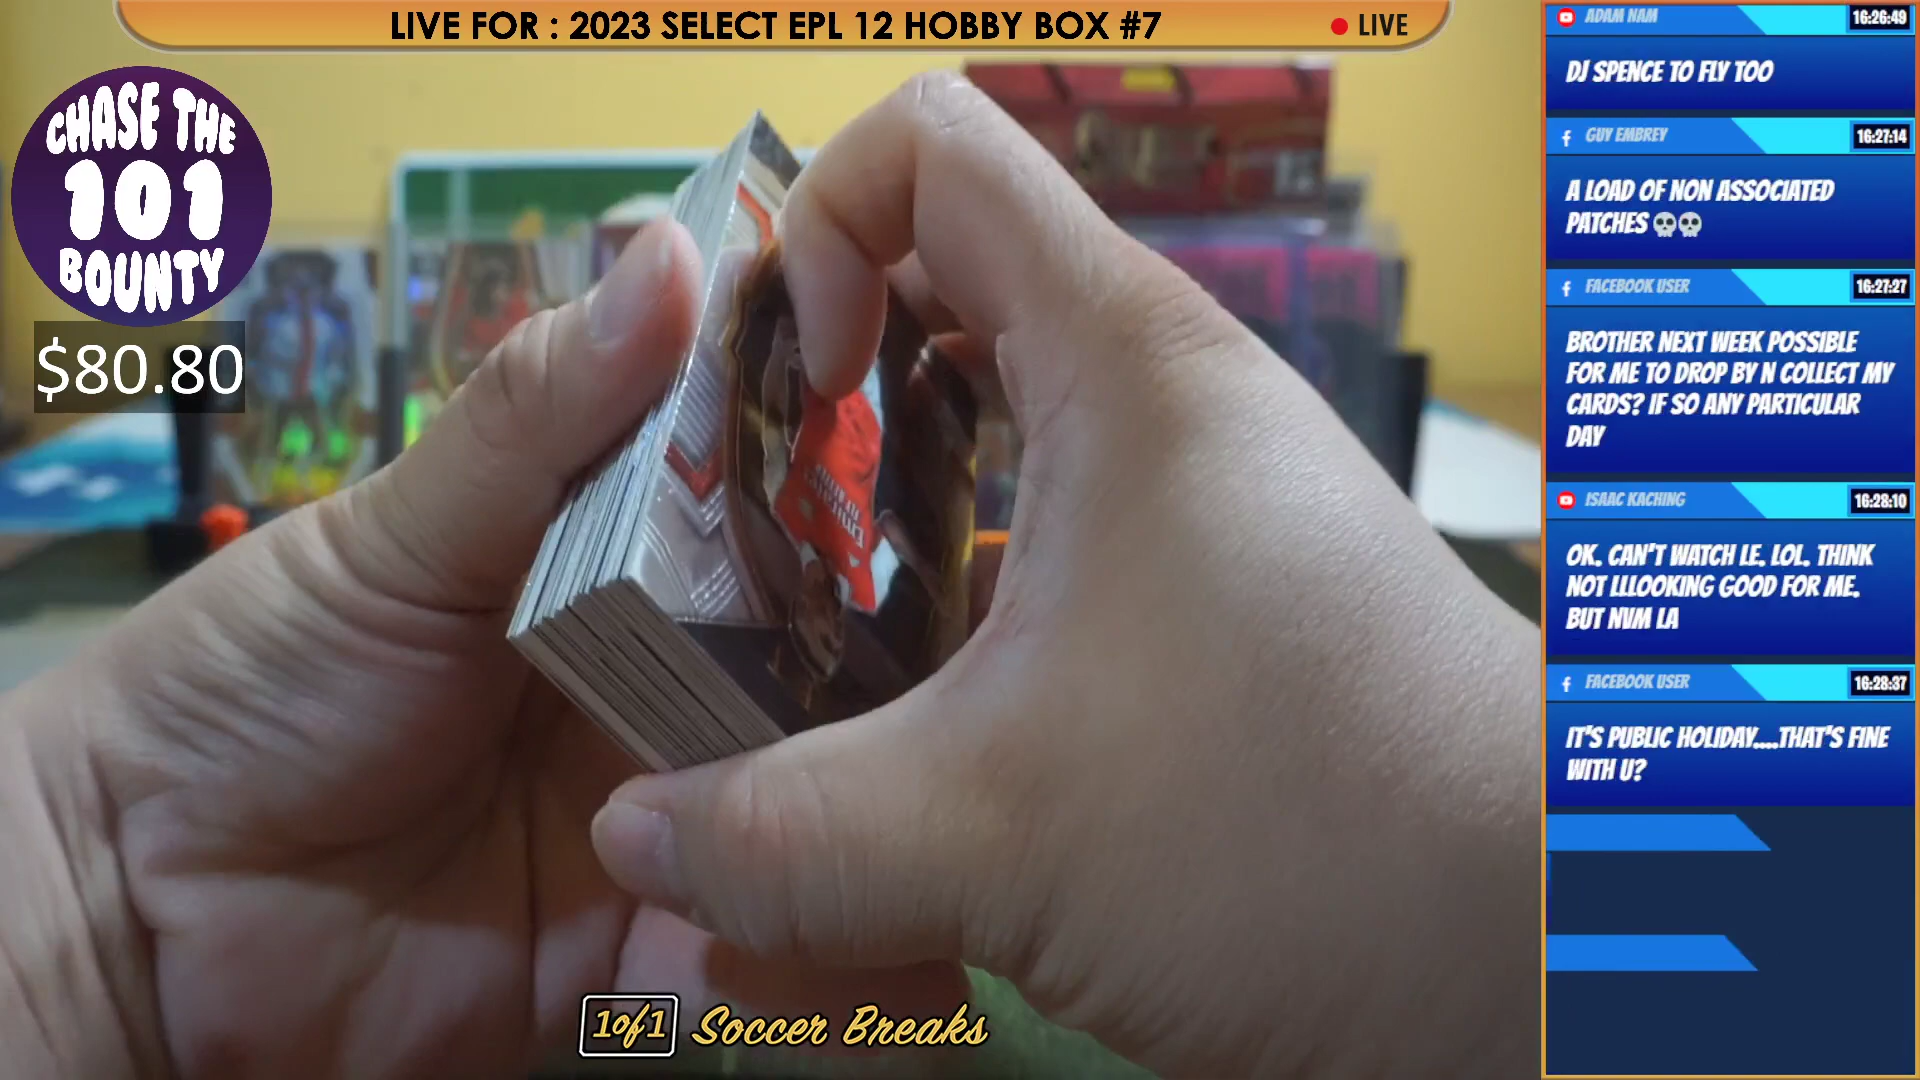 LIVE FOR : 2023 SELECT EPL 12 HOBBY BOX #7
LIVE
CHASE THE
101
BOUNTY
$80.80
ADAM NAM
16:26:49
DJ SPENCE TO FLY TOO
GUY EMBREY
16:27:14
A LOAD OF NON ASSOCIATED
PATCHES 💀💀
FACEBOOK USER
16:27:27
BROTHER NEXT WEEK POSSIBLE
FOR ME TO DROP BY N COLLECT MY
CARDS? IF SO ANY PARTICULAR
DAY
ISAAC KACHING
16:28:10
OK. CAN'T WATCH LE. LOL. THINK
NOT LLLOOKING GOOD FOR ME.
BUT NVM LA
FACEBOOK USER
16:28:37
IT'S PUBLIC HOLIDAY....THAT'S FINE
WITH U?
1of1 Soccer Breaks